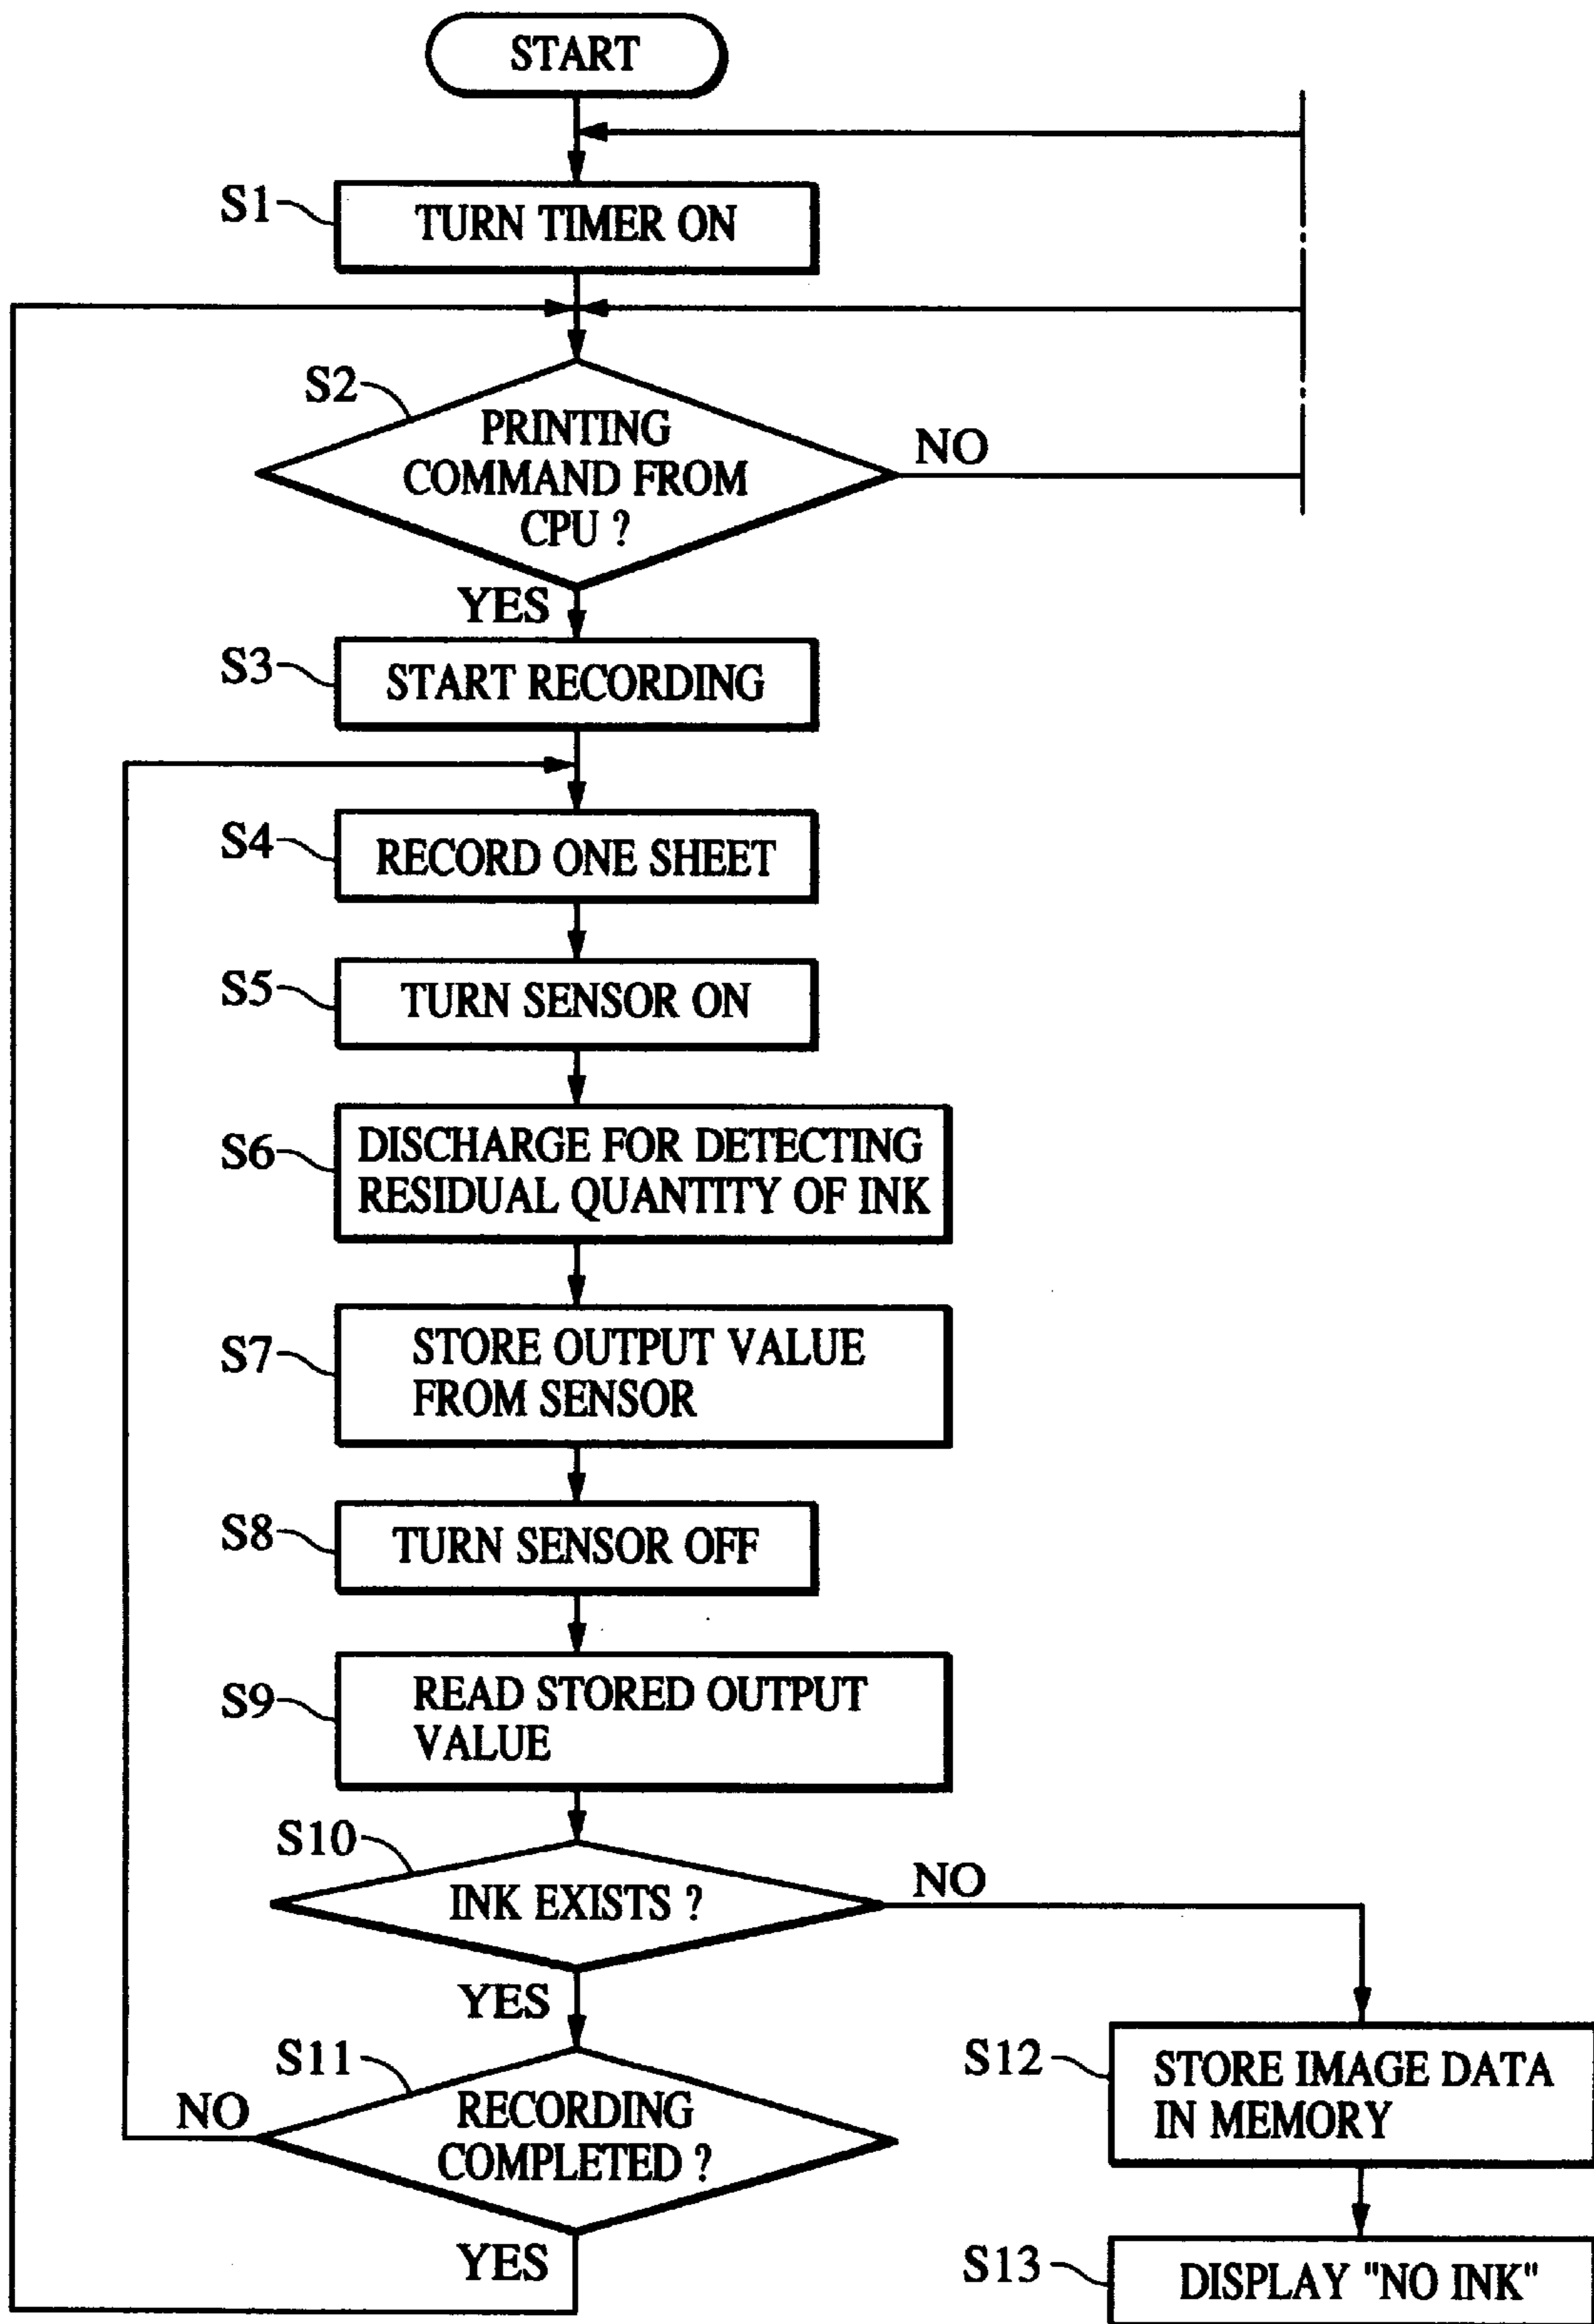 START
S1
TURN TIMER ON
S2
PRINTING
COMMAND FROM
CPU ?
NO
YES
S3
START RECORDING
S4
RECORD ONE SHEET
S5
TURN SENSOR ON
S6
DISCHARGE FOR DETECTING
RESIDUAL QUANTITY OF INK
S7
STORE OUTPUT VALUE
FROM SENSOR
S8
TURN SENSOR OFF
S9
READ STORED OUTPUT
VALUE
S10
INK EXISTS ?
NO
YES
S11
RECORDING
COMPLETED ?
NO
YES
S12
STORE IMAGE DATA
IN MEMORY
S13
DISPLAY "NO INK"